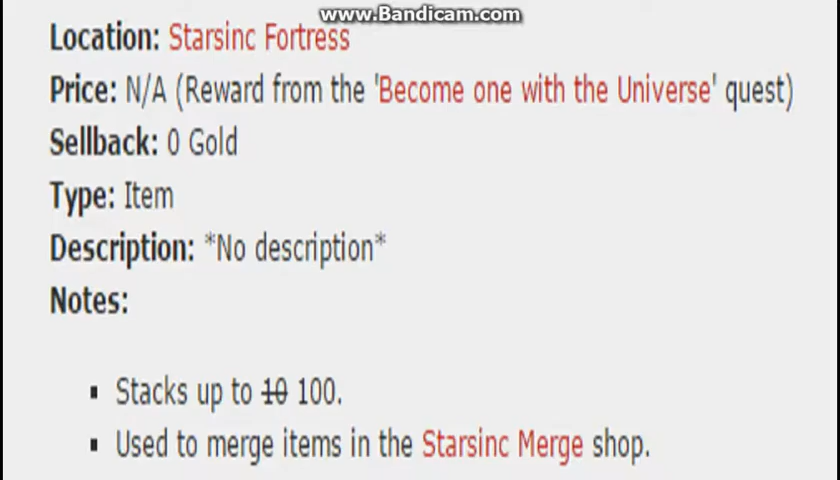 www.Bandicam.com
Location: Starsinc Fortress
Price: N/A (Reward from the 'Become one with the Universe' quest)
Sellback: 0 Gold
Type: Item
Description: *No description*
Notes:
▪ Stacks up to 10 100.
▪ Used to merge items in the Starsinc Merge shop.